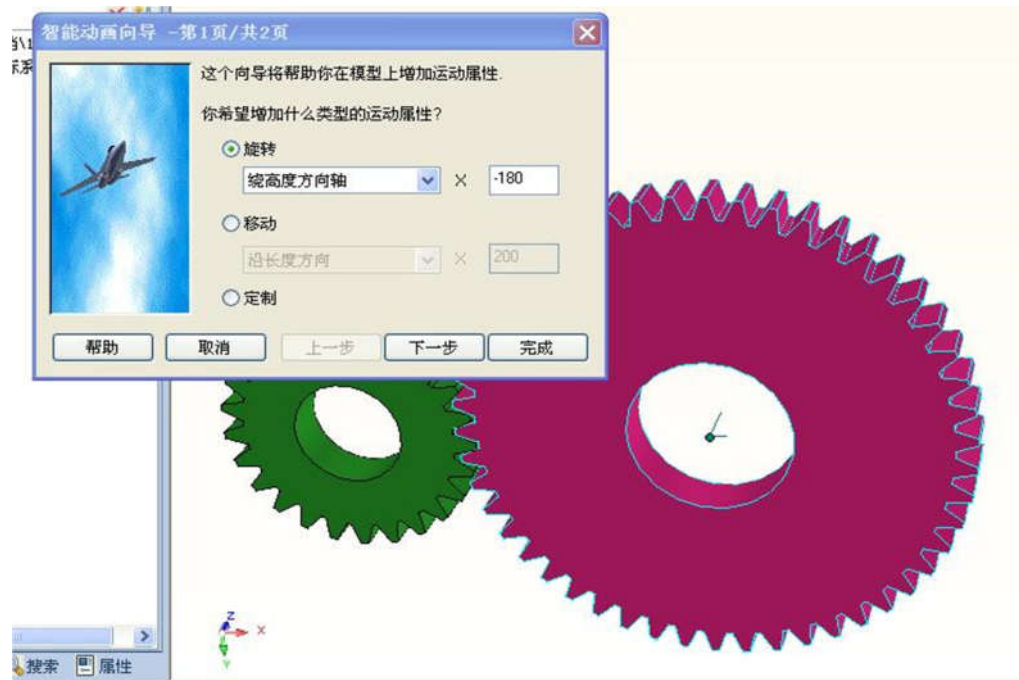 智能动画向导 -第1页/共2页
这个向导将帮助你在模型上增加运动属性.
你希望增加什么类型的运动属性?
旋转
绕高度方向轴 X -180
移动
沿长度方向 X 200
定制
帮助 取消 上一步 下一步 完成
Z
X
Y
搜索 属性